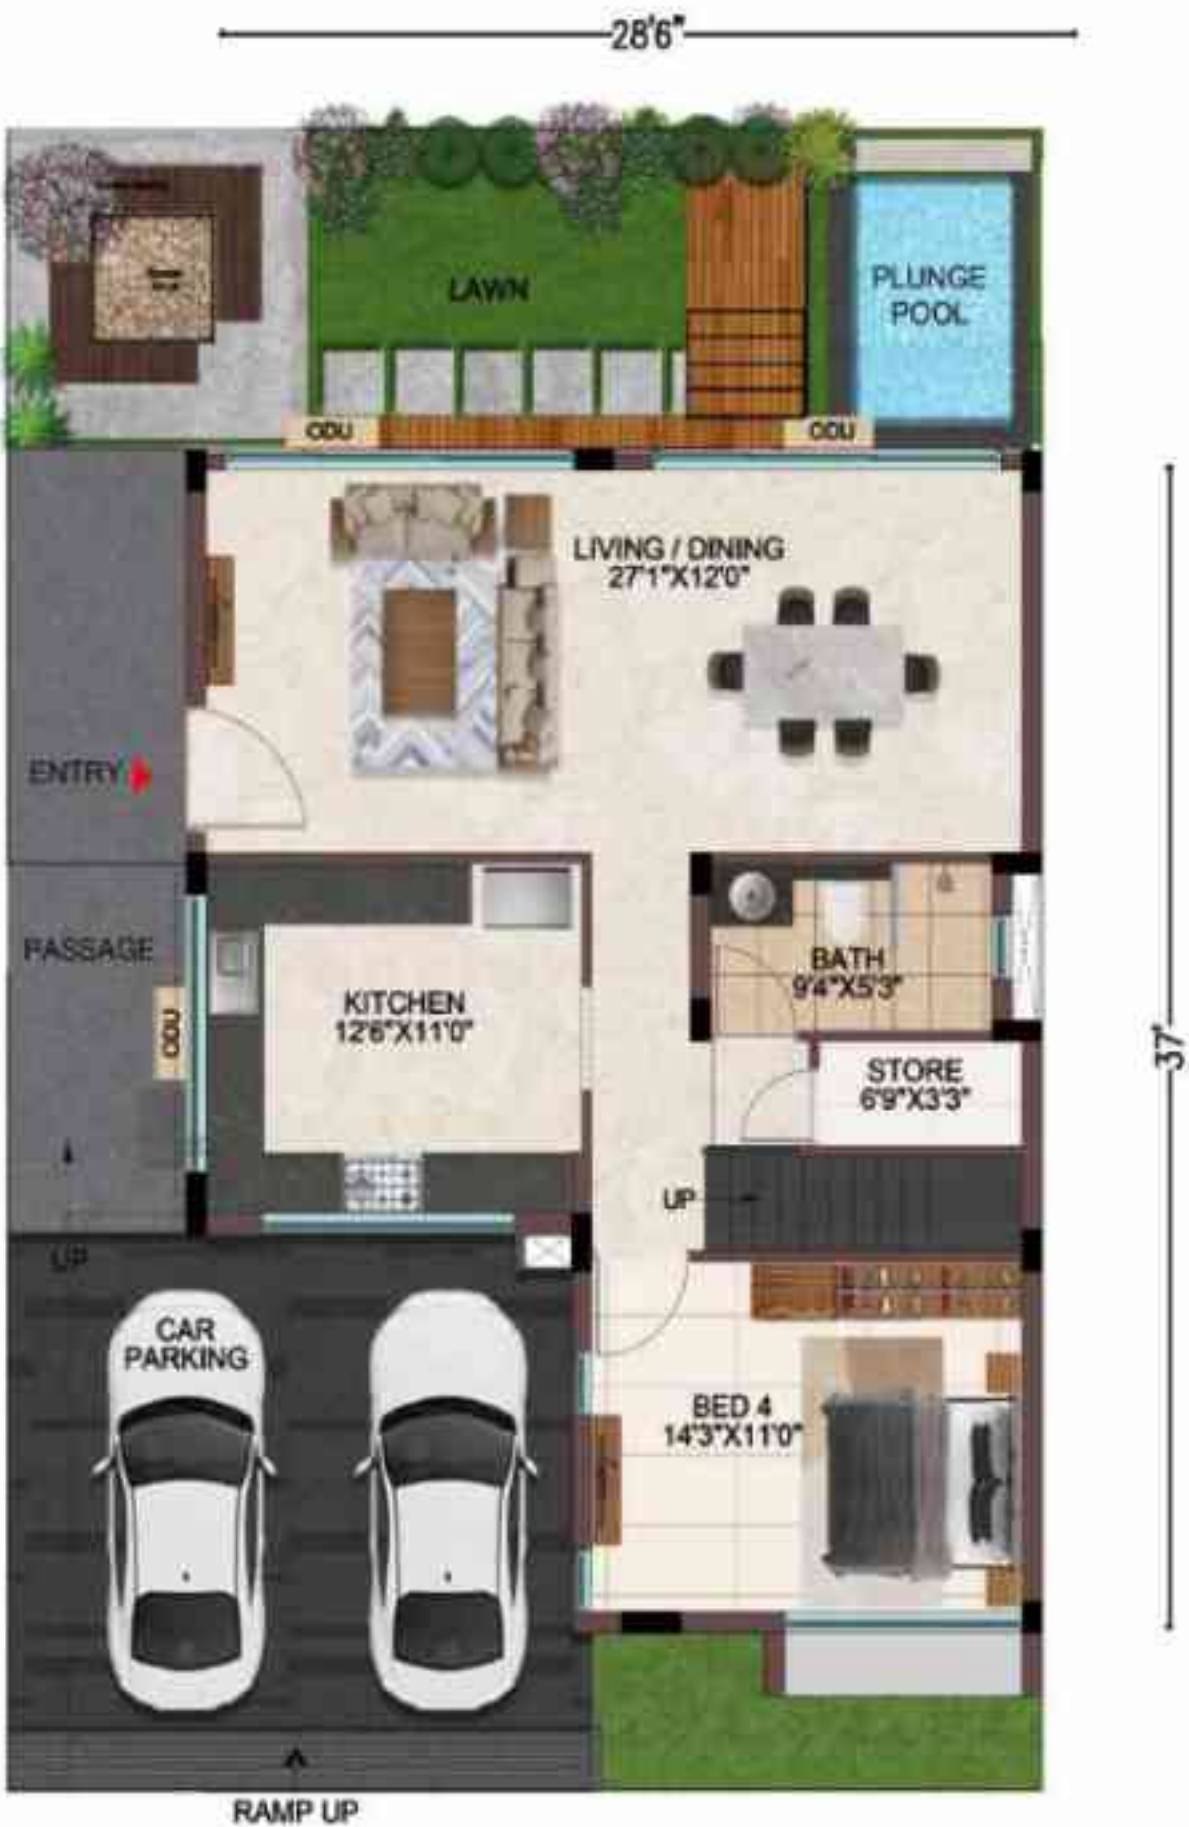 28'6"
LAWN
PLUNGE
POOL
ODU
ODU
LIVING / DINING
27'1"X12'0"
ENTRY
PASSAGE
ODU
KITCHEN
12'6"X11'0"
BATH
9'4"X5'3"
STORE
6'9"X3'3"
37'
UP
UP
CAR
PARKING
BED 4
14'3"X11'0"
RAMP UP